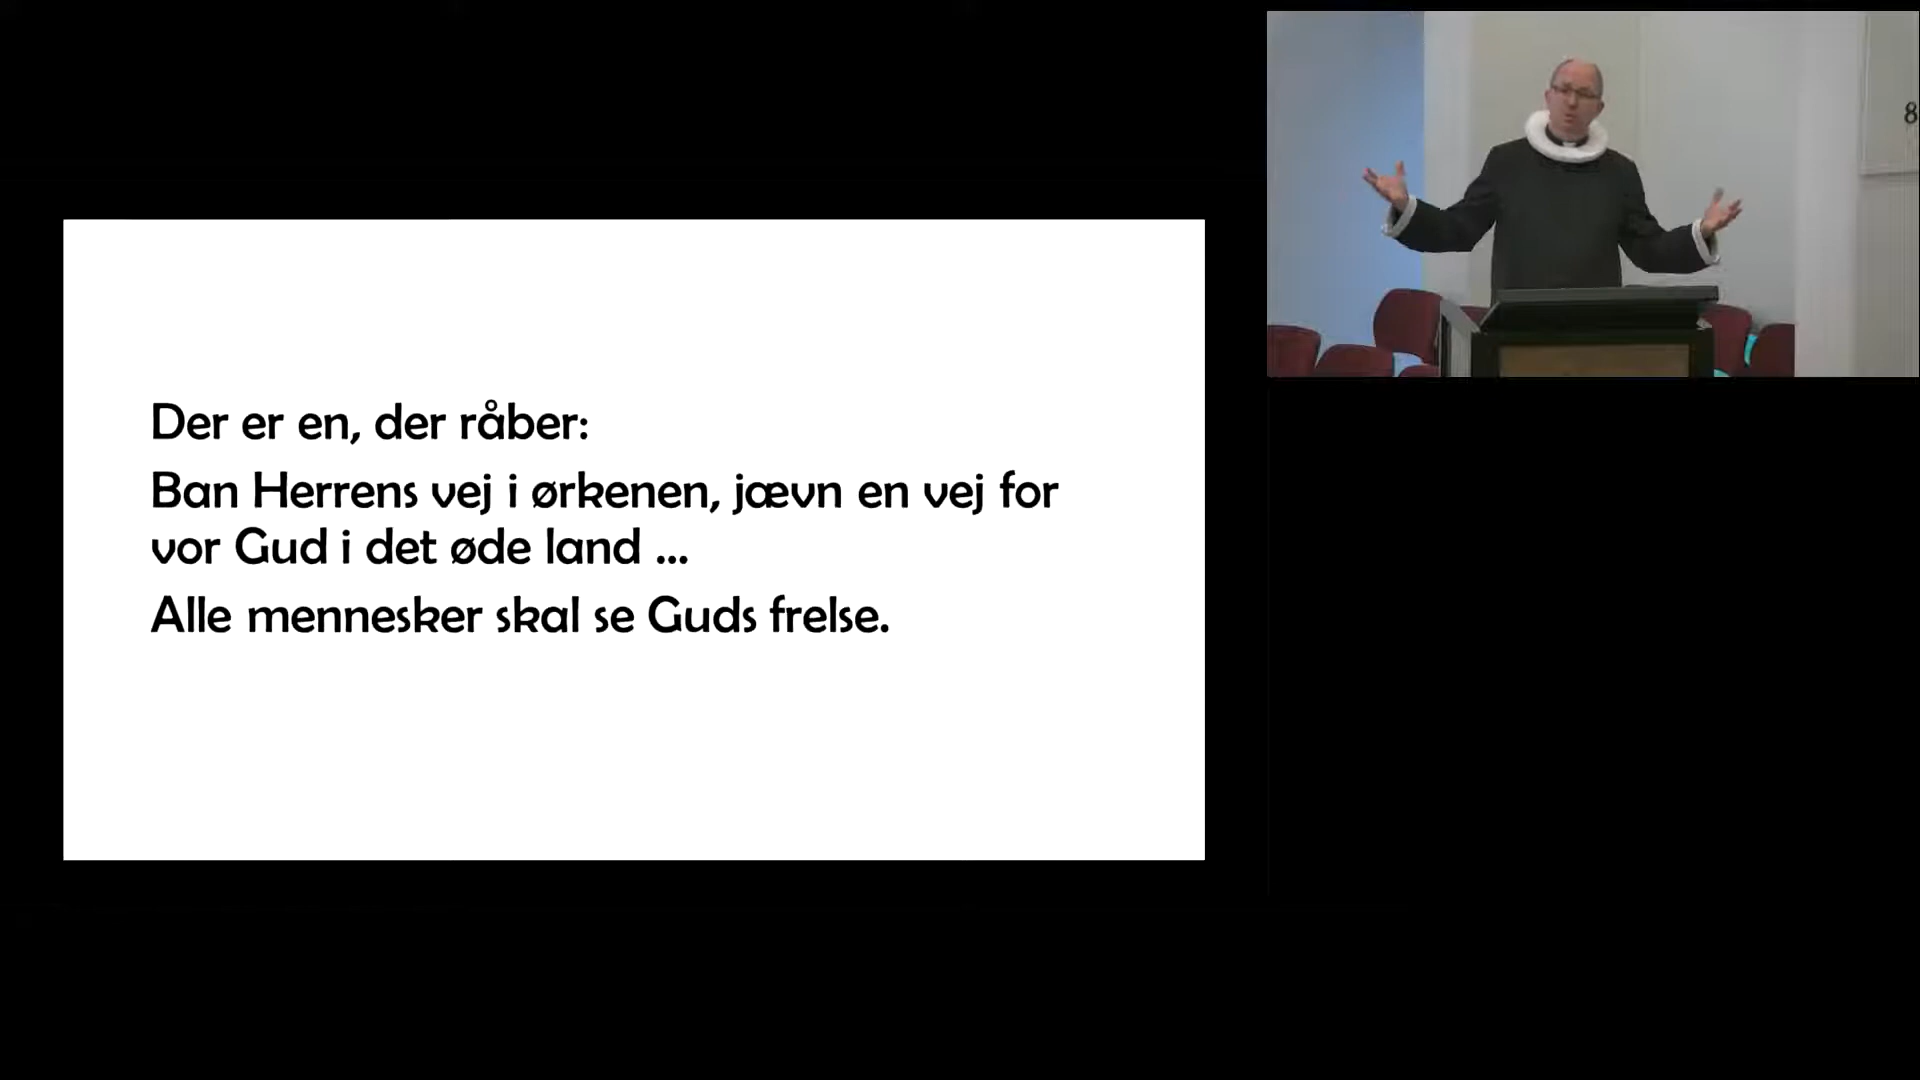 Der er en, der råber:
Ban Herrens vej i ørkenen, jævn en vej for
vor Gud i det øde land ...
Alle mennesker skal se Guds frelse.
8